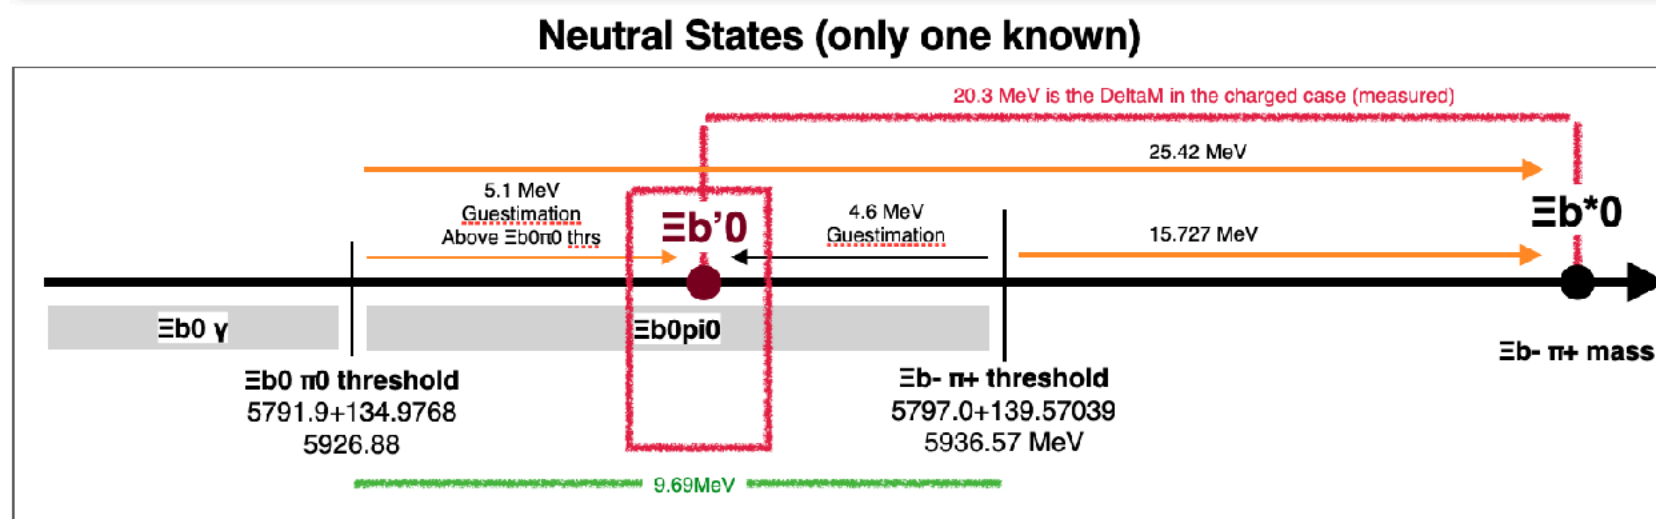 Neutral States (only one known)
20.3 MeV is the DeltaM in the charged case (measured)
25.42 MeV
5.1 MeV
Guestimation
Above Ξb0π0 thrs
Ξb’0
4.6 MeV
Guestimation
15.727 MeV
Ξb*0
Ξb0 γ
Ξb0pi0
Ξb- π+ mass
Ξb0 π0 threshold
5791.9+134.9768
5926.88
Ξb- π+ threshold
5797.0+139.57039
5936.57 MeV
9.69MeV